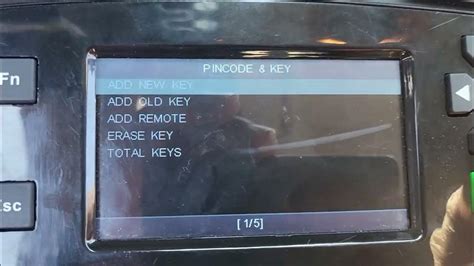 PINCODE & KEY
Fn
ADD NEW KEY
ADD OLD KEY
ADD REMOTE
ERASE KEY
TOTAL KEYS
Esc
[1/5]